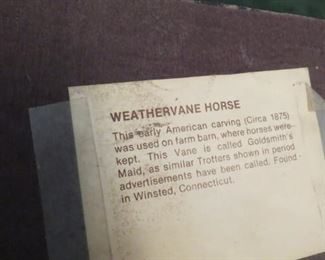 WEATHERVANE HORSE
This early American carving (Circa 1875)
was used on farm barn, where horses were
kept. This Vane is called Goldsmith's
Maid, as similar Trotters shown in period
advertisements have been called. Found
in Winsted, Connecticut.